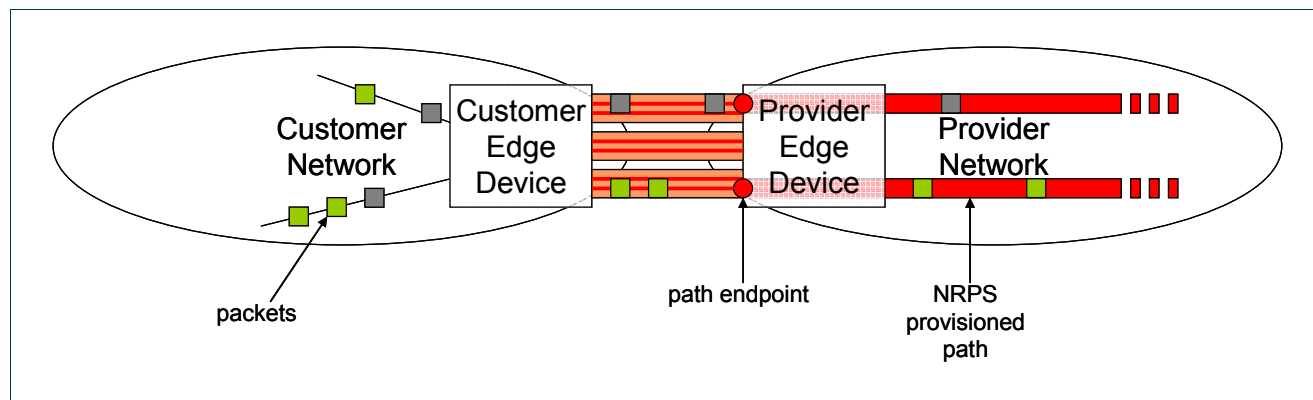 Customer
Network
Customer
Edge
Device
Provider
Edge
Device
Provider
Network
packets
path endpoint
NRPS
provisioned
path